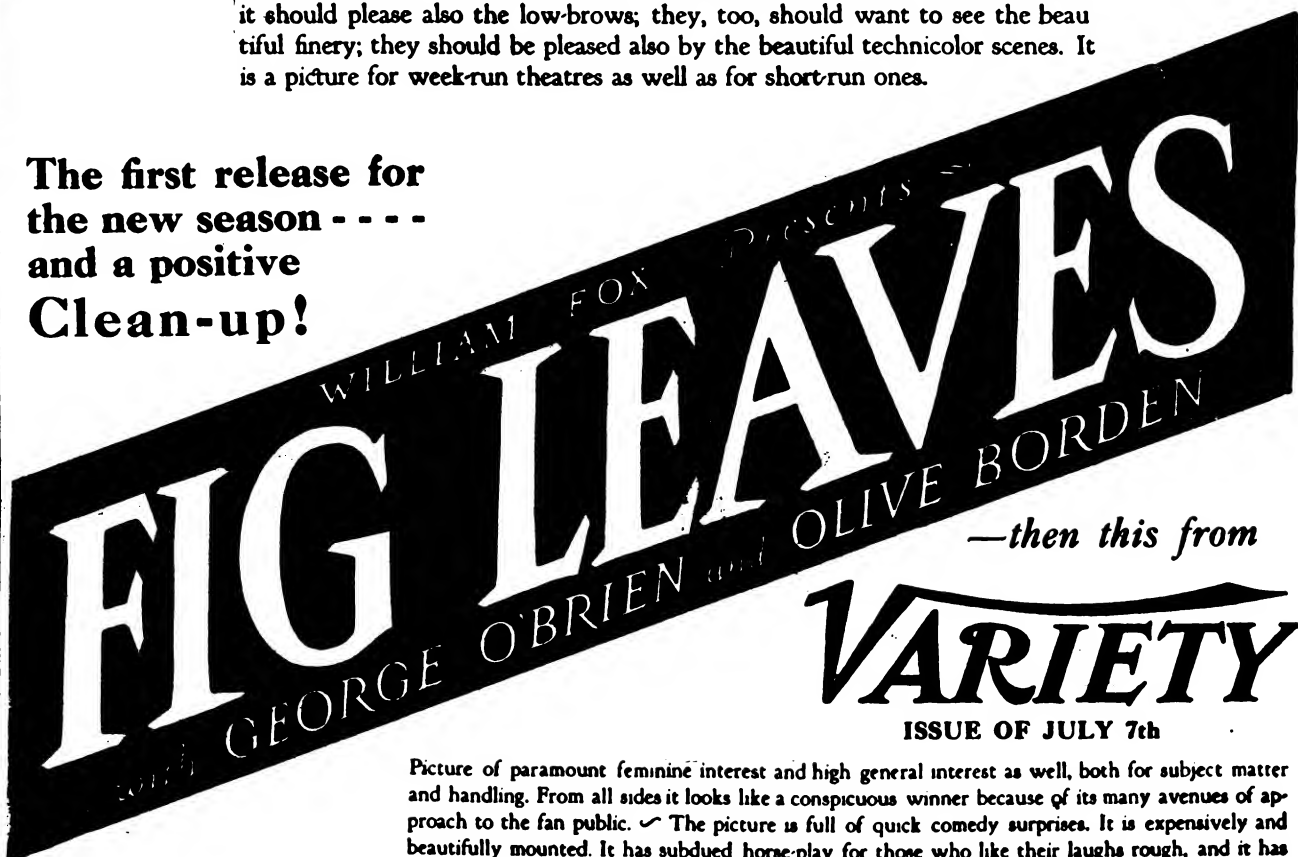 it should please also the low-brows; they, too, should want to see the beau
tiful finery; they should be pleased also by the beautiful technicolor scenes. It
is a picture for week-run theatres as well as for short-run ones.
The first release for
the new season - - - -
and a positive
Clean-up!
WILLIAM FOX Presents
FIG LEAVES
with GEORGE O'BRIEN and OLIVE BORDEN
—then this from
VARIETY
ISSUE OF JULY 7th
Picture of paramount feminine interest and high general interest as well, both for subject matter
and handling. From all sides it looks like a conspicuous winner because of its many avenues of ap-
proach to the fan public. The picture is full of quick comedy surprises. It is expensively and
beautifully mounted. It has subdued horse-play for those who like their laughs rough, and it has